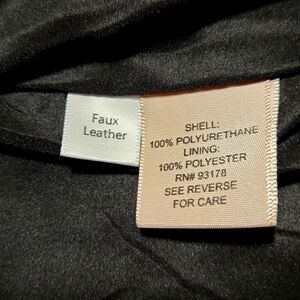 Faux
Leather
SHELL:
100% POLYURETHANE
LINING:
100% POLYESTER
RN# 93178
SEE REVERSE
FOR CARE